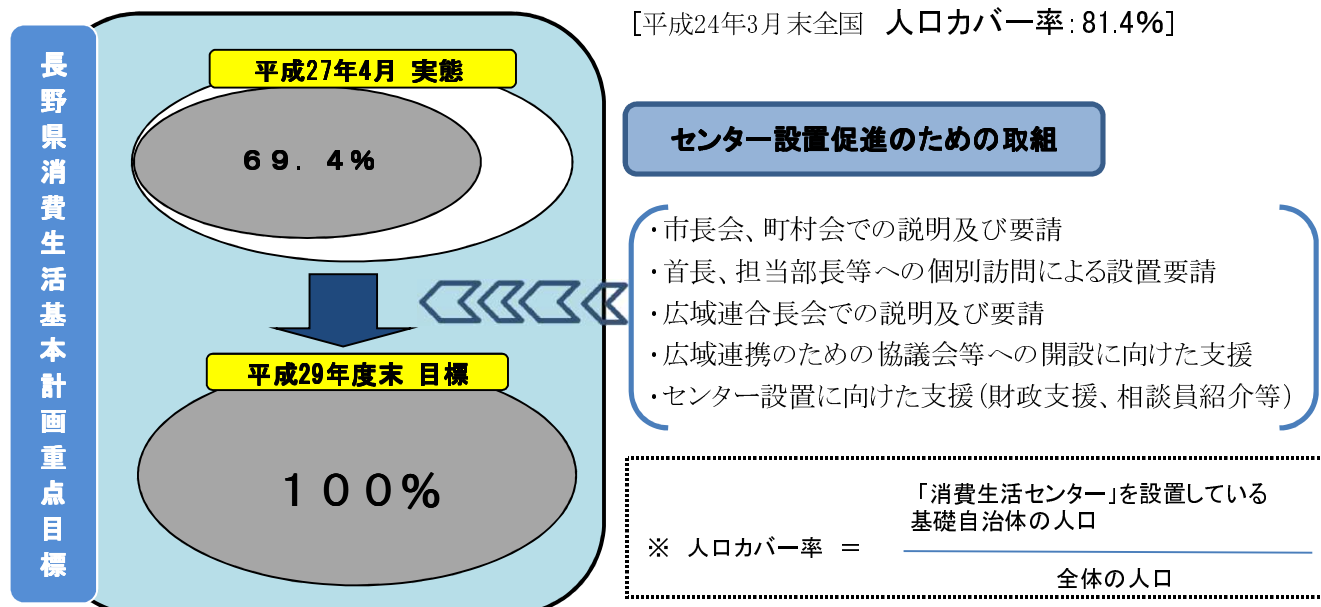 長野県消費生活基本計画重点目標
平成27年4月 実態
69.4%
平成29年度末 目標
100%
[平成24年3月末全国 人口カバー率:81.4%]
センター設置促進のための取組
・市長会、町村会での説明及び要請
・首長、担当部長等への個別訪問による設置要請
・広域連合長会での説明及び要請
・広域連携のための協議会等への開設に向けた支援
・センター設置に向けた支援(財政支援、相談員紹介等)
「消費生活センター」を設置している
基礎自治体の人口
※ 人口カバー率 =
全体の人口